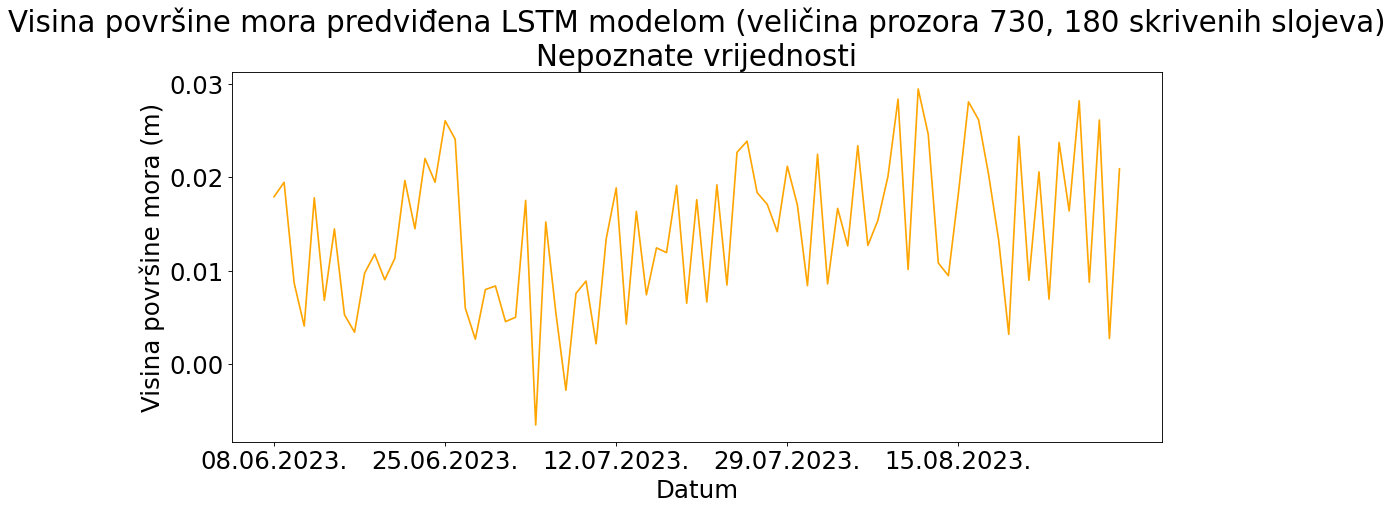 Visina površine mora predviđena LSTM modelom (veličina prozora 730, 180 skrivenih slojeva)
Nepoznate vrijednosti
Visina površine mora (m)
0.03
0.02
0.01
0.00
08.06.2023. 25.06.2023. 12.07.2023. 29.07.2023. 15.08.2023.
Datum